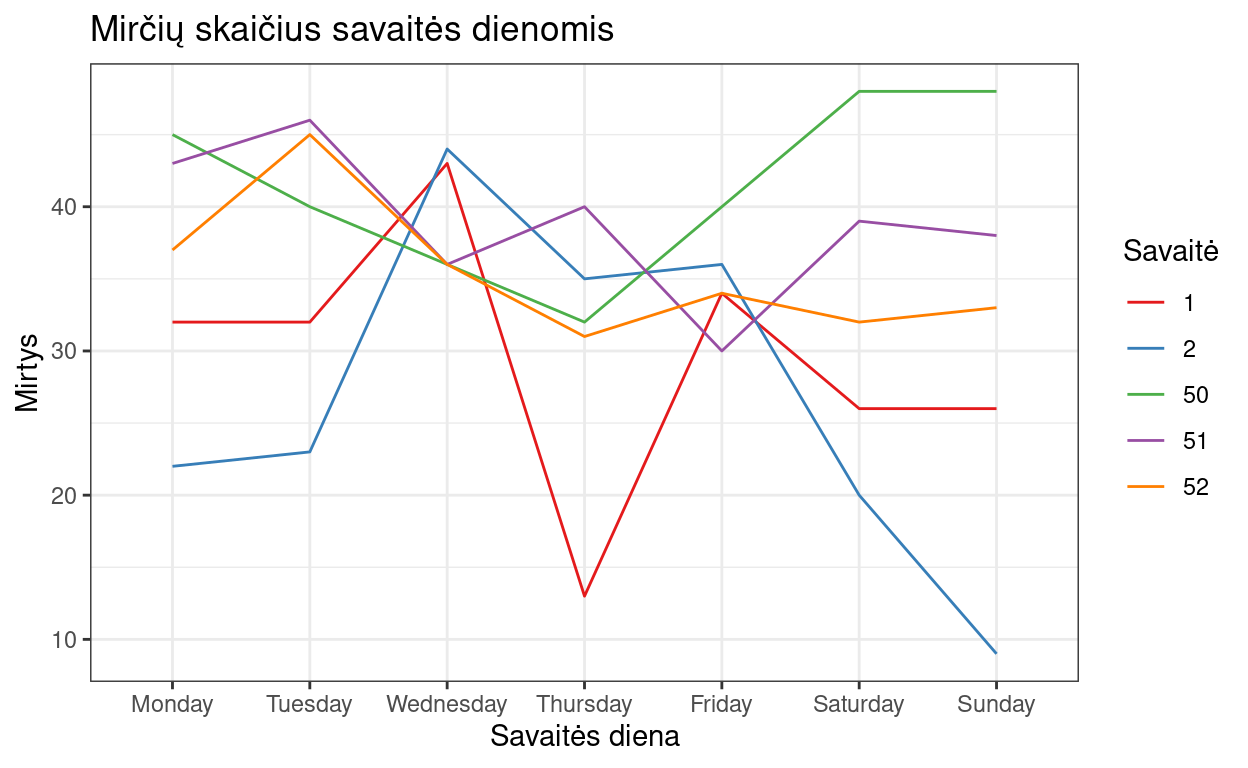 Mirčių skaičius savaitės dienomis
Mirtys
40
30
20
10
Monday Tuesday Wednesday Thursday Friday Saturday Sunday
Savaitės diena
Savaitė
1
2
50
51
52